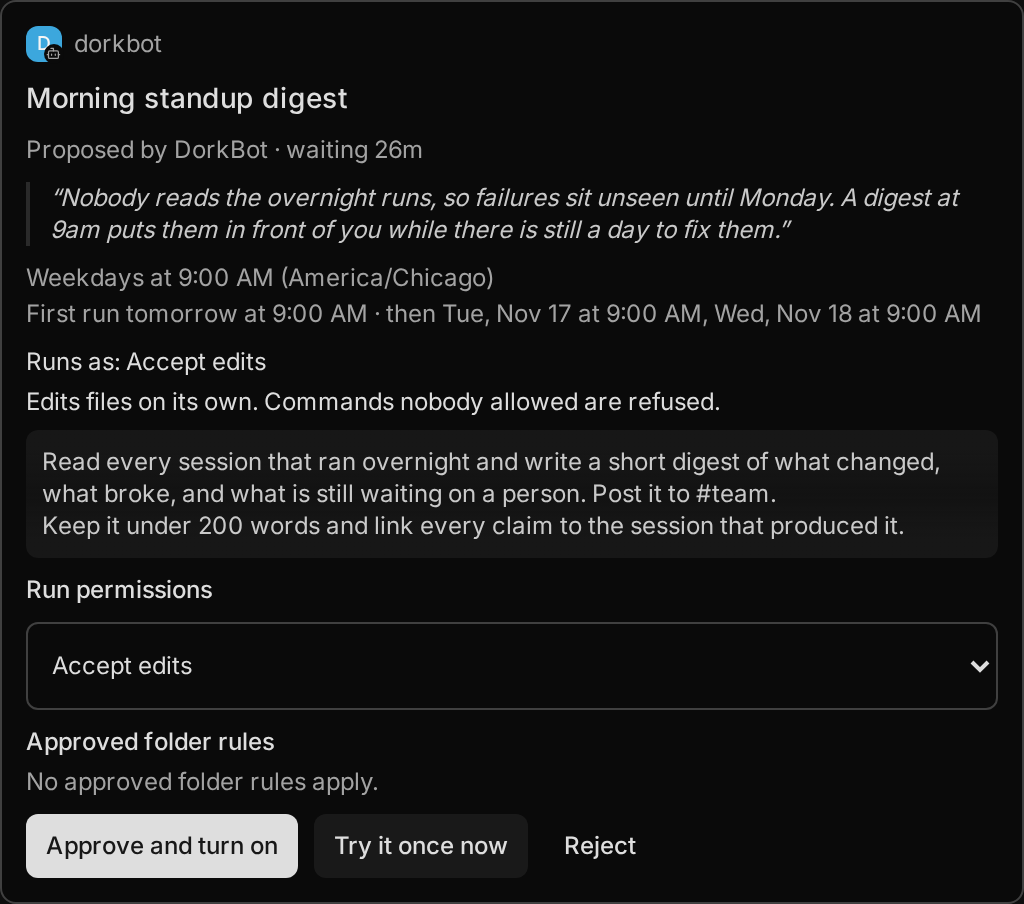 D
dorkbot
Morning standup digest
Proposed by DorkBot · waiting 26m
“Nobody reads the overnight runs, so failures sit unseen until Monday. A digest at
9am puts them in front of you while there is still a day to fix them.”
Weekdays at 9:00 AM (America/Chicago)
First run tomorrow at 9:00 AM · then Tue, Nov 17 at 9:00 AM, Wed, Nov 18 at 9:00 AM
Runs as: Accept edits
Edits files on its own. Commands nobody allowed are refused.
Read every session that ran overnight and write a short digest of what changed,
what broke, and what is still waiting on a person. Post it to #team.
Keep it under 200 words and link every claim to the session that produced it.
Run permissions
Accept edits
Approved folder rules
No approved folder rules apply.
Approve and turn on
Try it once now
Reject